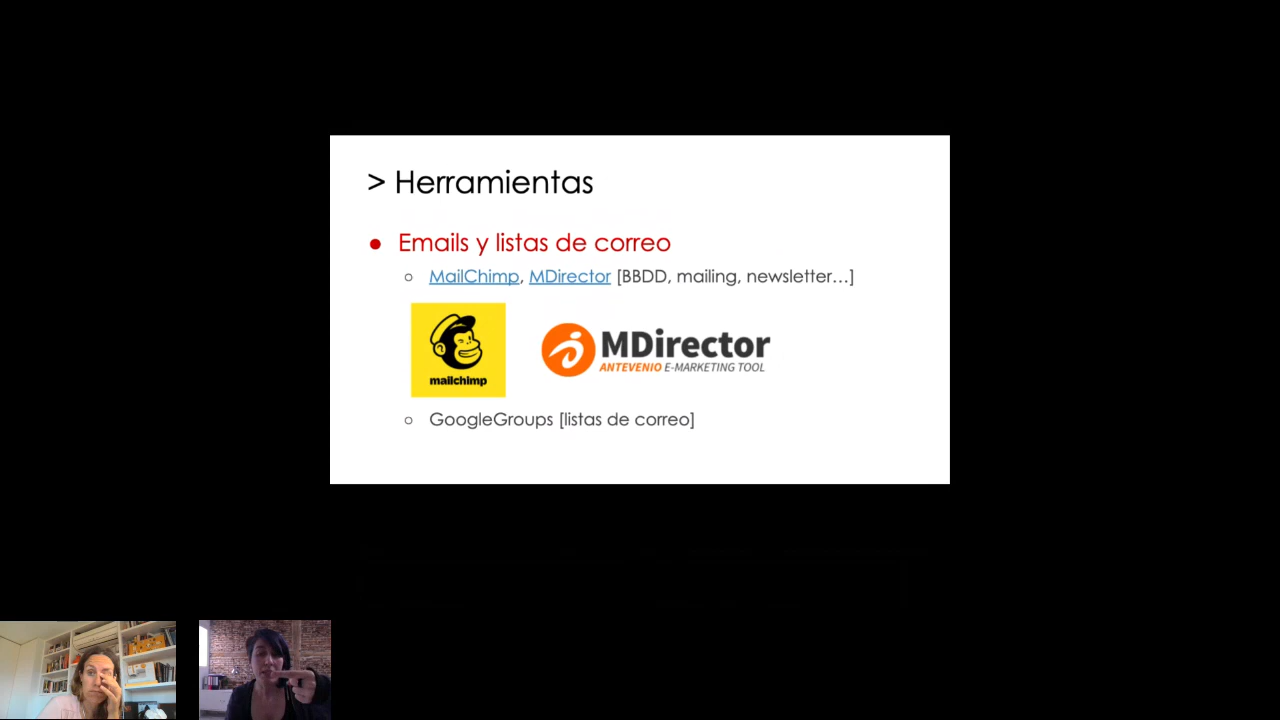 > Herramientas
● Emails y listas de correo
○ MailChimp, MDirector [BBDD, mailing, newsletter...]
mailchimp
MDirector
ANTEVENIO E-MARKETING TOOL
○ GoogleGroups [listas de correo]